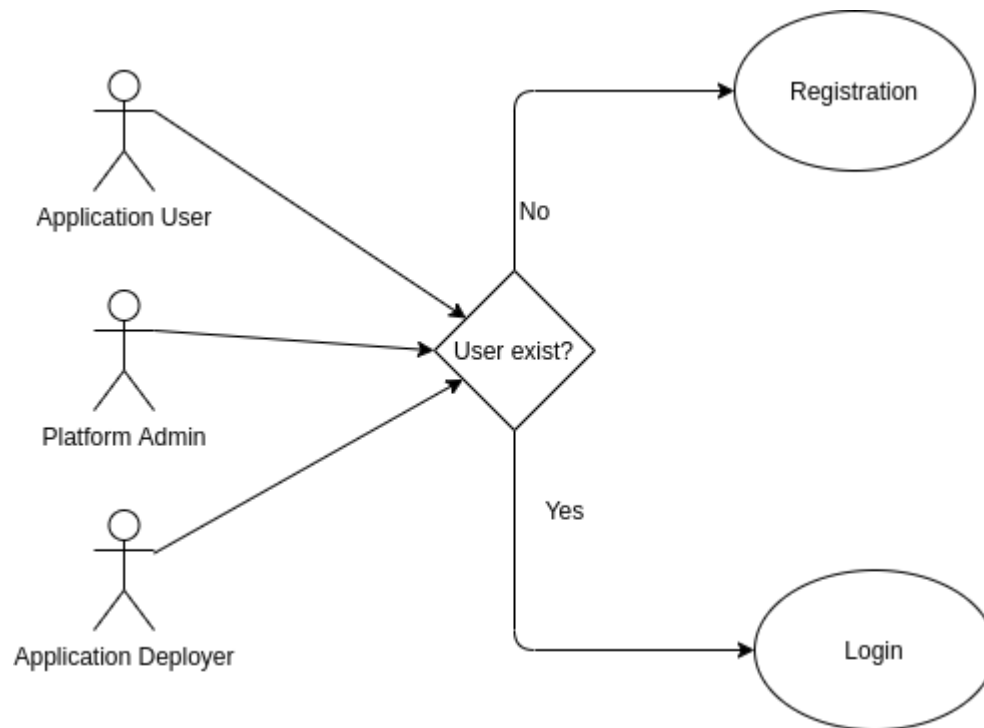 Registration
Application User
No
User exist?
Platform Admin
Yes
Application Deployer
Login